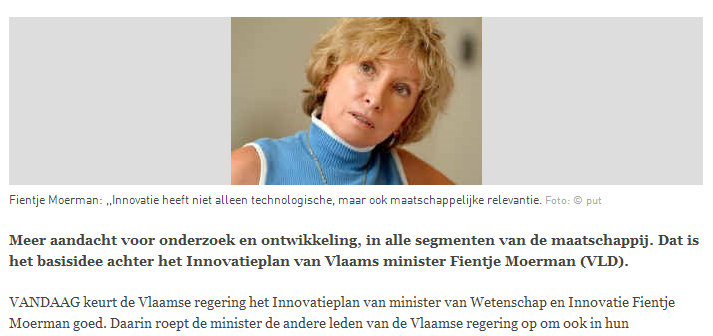 Fientje Moerman: ,,Innovatie heeft niet alleen technologische, maar ook maatschappelijke relevantie. Foto: © put
Meer aandacht voor onderzoek en ontwikkeling, in alle segmenten van de maatschappij. Dat is
het basisidee achter het Innovatieplan van Vlaams minister Fientje Moerman (VLD).
VANDAAG keurt de Vlaamse regering het Innovatieplan van minister van Wetenschap en Innovatie Fientje
Moerman goed. Daarin roept de minister de andere leden van de Vlaamse regering op om ook in hun